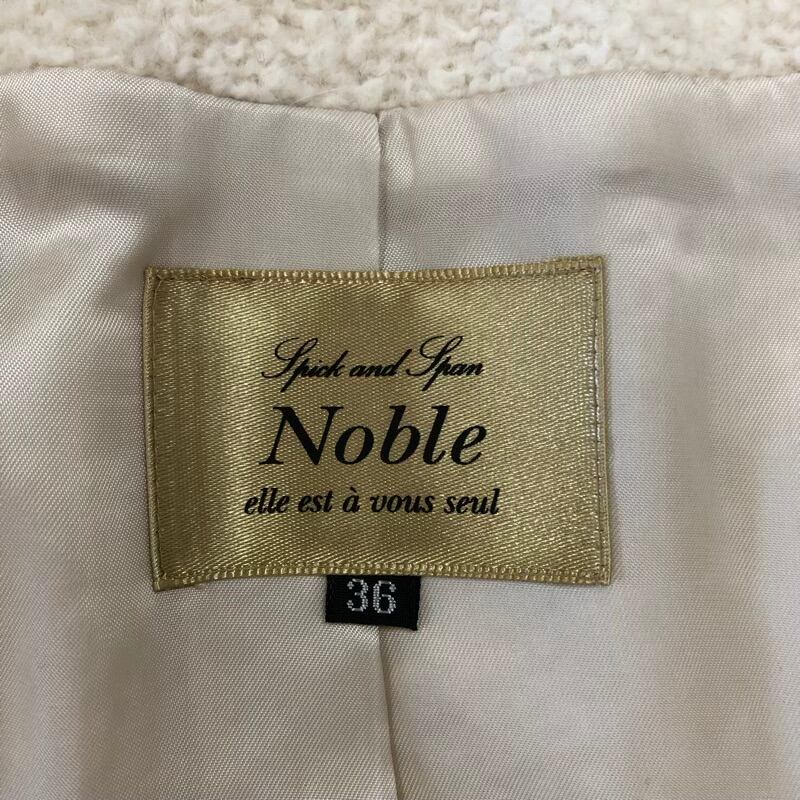 Spick and Span
Noble
elle est à vous seul
36